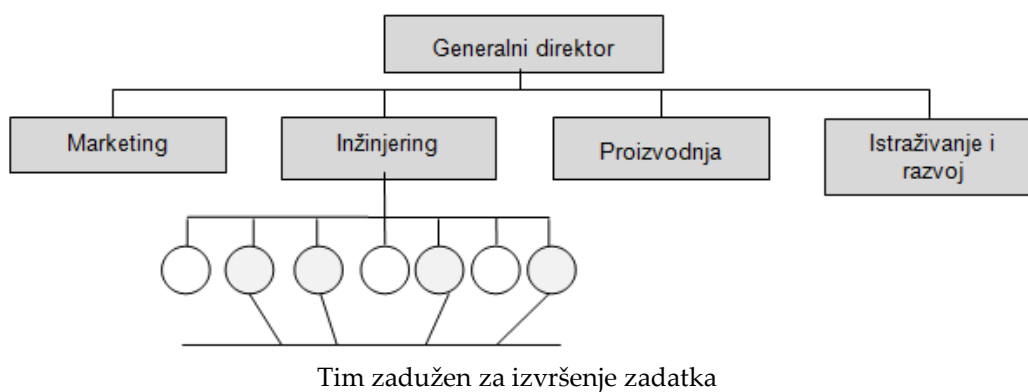 Generalni direktor
Marketing
Inžinjering
Proizvodnja
Istraživanje i
razvoj
Tim zadužen za izvršenje zadatka